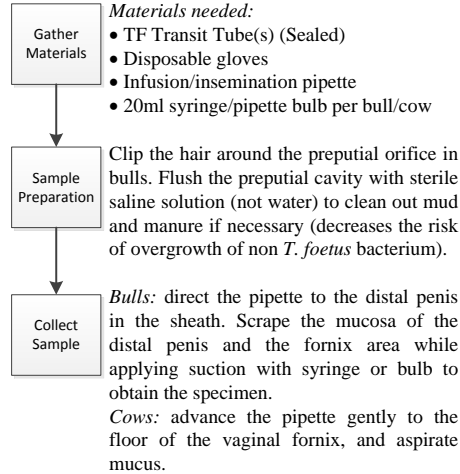 Gather
Materials
Materials needed:
• TF Transit Tube(s) (Sealed)
• Disposable gloves
• Infusion/insemination pipette
• 20ml syringe/pipette bulb per bull/cow
Sample
Preparation
Clip the hair around the preputial orifice in
bulls. Flush the preputial cavity with sterile
saline solution (not water) to clean out mud
and manure if necessary (decreases the risk
of overgrowth of non T. foetus bacterium).
Collect
Sample
Bulls: direct the pipette to the distal penis
in the sheath. Scrape the mucosa of the
distal penis and the fornix area while
applying suction with syringe or bulb to
obtain the specimen.
Cows: advance the pipette gently to the
floor of the vaginal fornix, and aspirate
mucus.